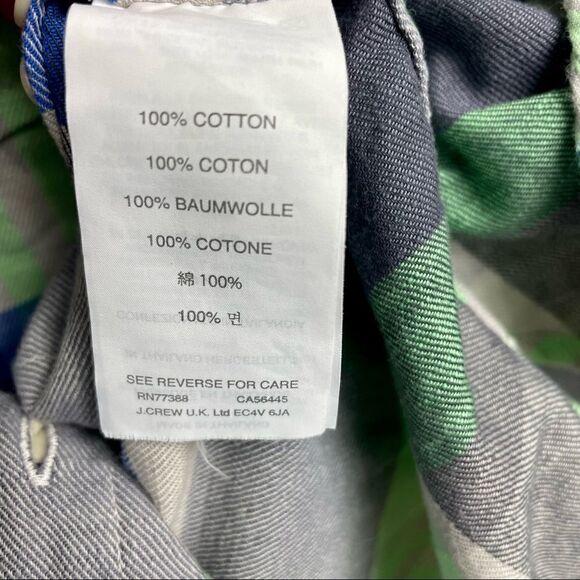 100% COTTON
100% COTON
100% BAUMWOLLE
100% COTONE
綿 100%
100% 면
SEE REVERSE FOR CARE
RN77388 CA56445
J.CREW U.K. Ltd EC4V 6JA